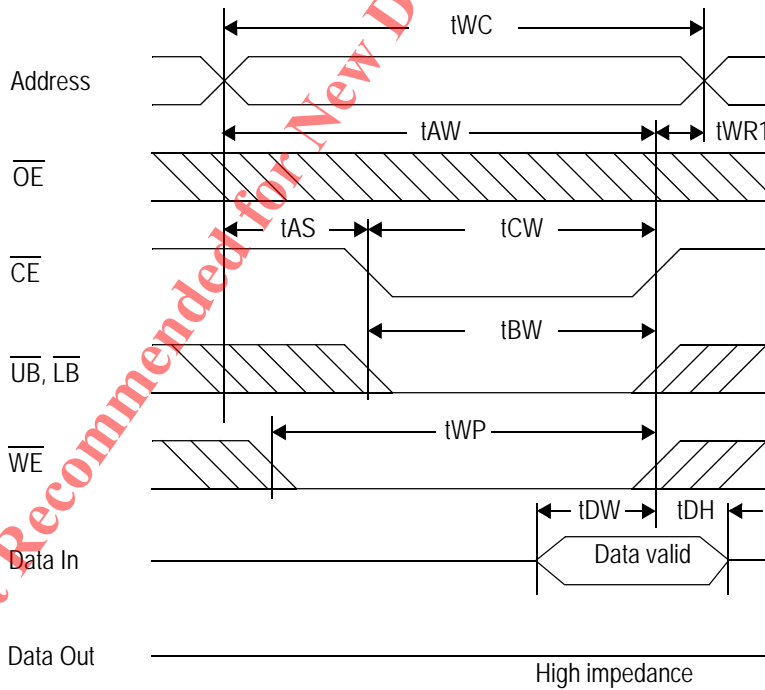 tWC
Address
tAW
tWR1
OE
tAS
tCW
CE
tBW
UB, LB
tWP
WE
tDW
tDH
Data In
Data valid
Data Out
High impedance
Recommended for New D